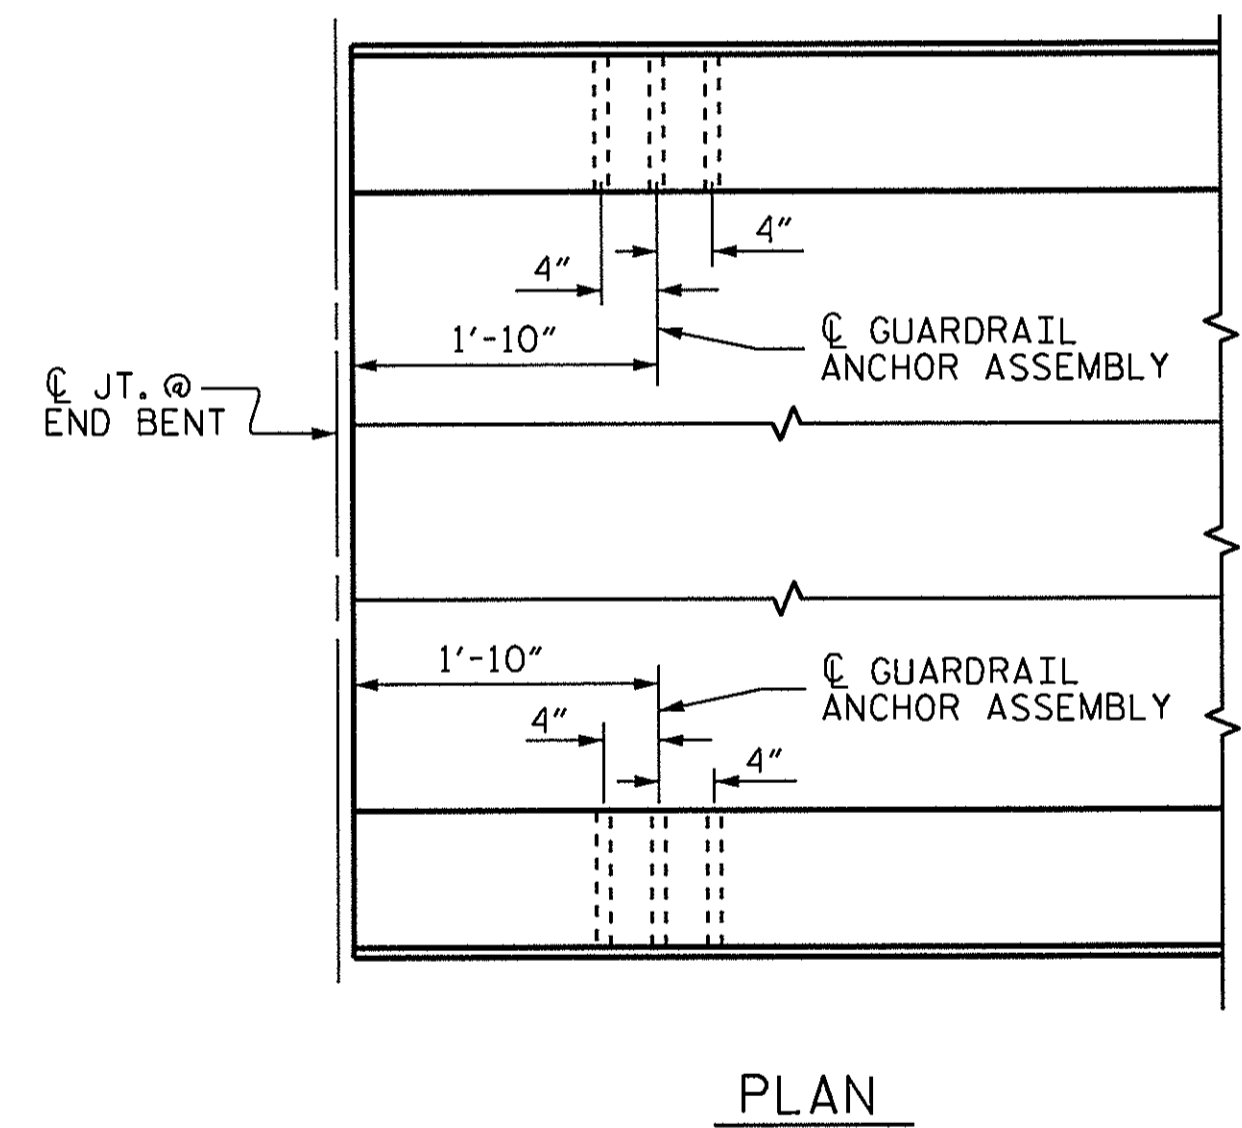 4"
4"
1'-10"
℄ GUARDRAIL
ANCHOR ASSEMBLY
℄ JT. @
END BENT
1'-10"
℄ GUARDRAIL
ANCHOR ASSEMBLY
4"
4"
PLAN